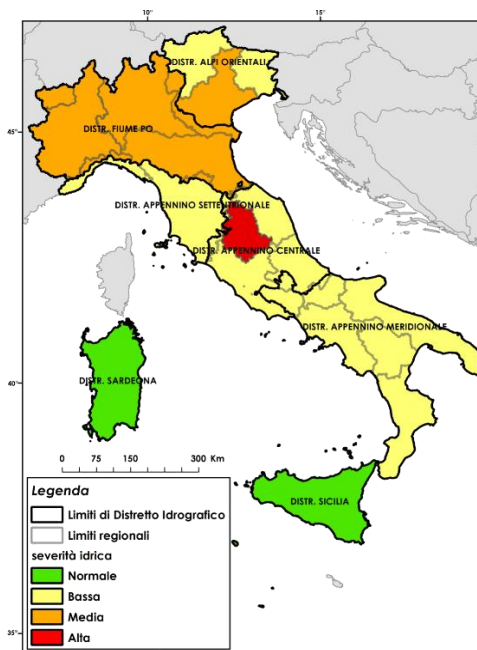 10°
15°
DISTR. ALPI ORIENTALI
45°
DISTR. FIUME PO
DISTR. APPENNINO SETTENTRIONALE
DISTR. APPENNINO CENTRALE
DISTR. APPENNINO MERIDIONALE
40°
DISTR. SARDEGNA
0 75 150 300 Km
DISTR. SICILIA
Legenda
Limiti di Distretto Idrografico
Limiti regionali
severità idrica
Normale
Bassa
Media
Alta
35°